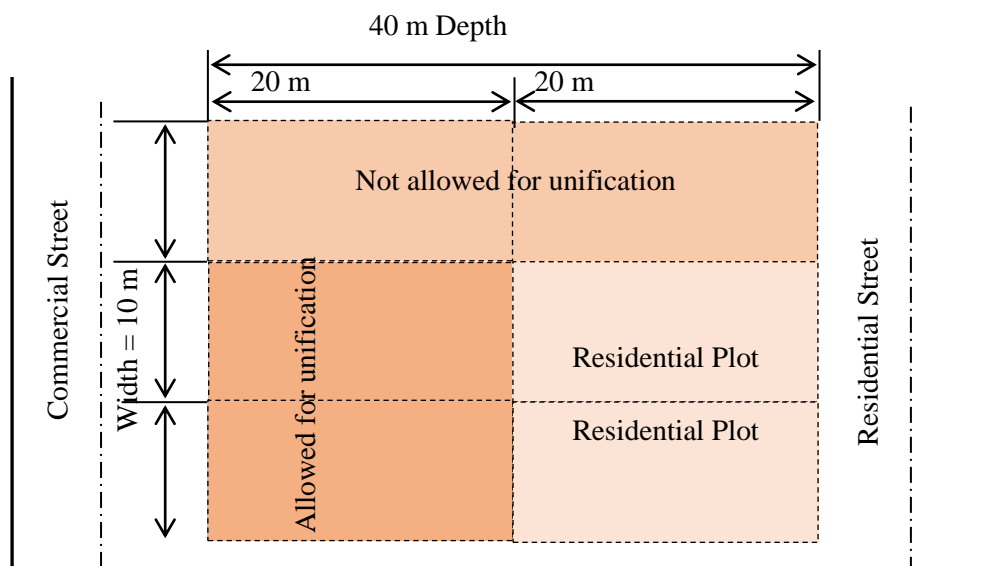 40 m Depth
20 m
20 m
Not allowed for unification
Commercial Street
Width = 10 m
Allowed for unification
Residential Plot
Residential Plot
Residential Street